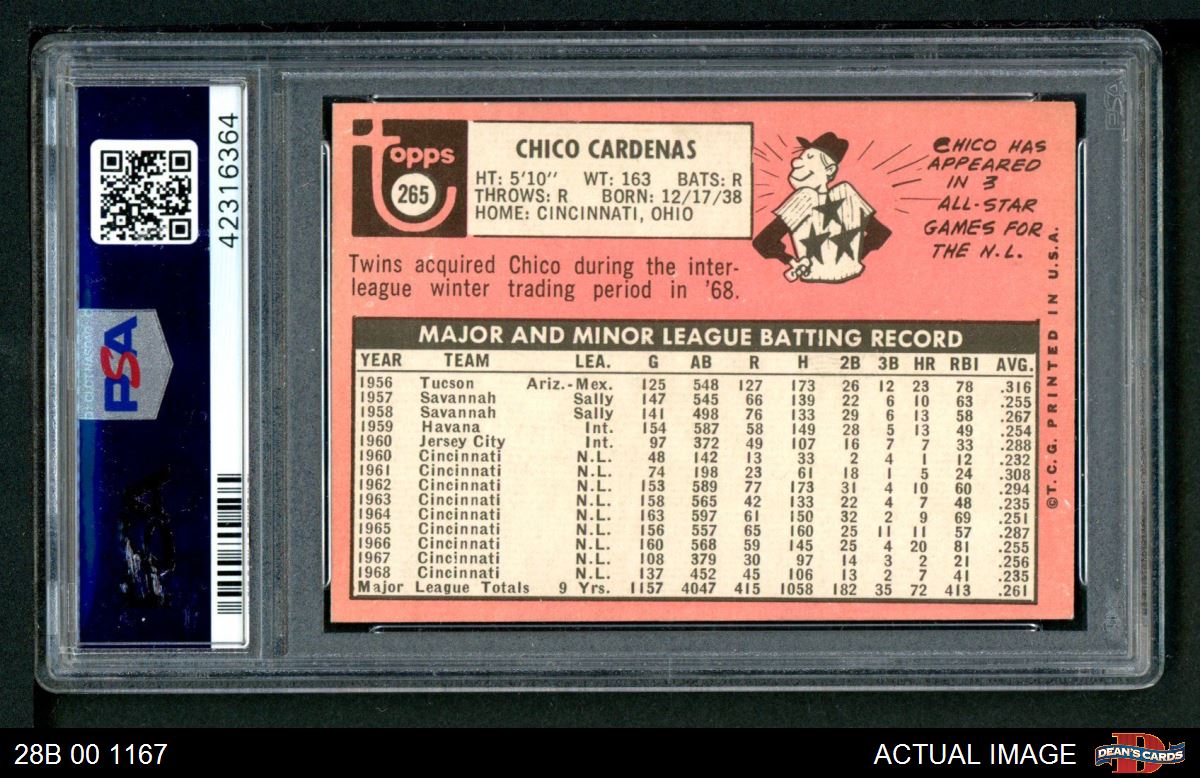 42316364
PSA
topps
265
CHICO CARDENAS
HT: 5'10" WT: 163 BATS: R
THROWS: R BORN: 12/17/38
HOME: CINCINNATI, OHIO
CHICO HAS
APPEARED
IN 3
ALL-STAR
GAMES FOR
THE N.L.
Twins acquired Chico during the inter-
league winter trading period in '68.
MAJOR AND MINOR LEAGUE BATTING RECORD
YEAR TEAM LEA. G AB R H 2B 3B HR RBI AVG.
1956 Tucson Ariz.-Mex. 125 548 127 173 26 12 23 78 .316
1957 Savannah Sally 147 545 66 139 22 6 10 63 .255
1958 Savannah Sally 141 498 76 133 29 6 13 58 .267
1959 Havana Int. 154 587 58 149 28 5 13 49 .254
1960 Jersey City Int. 97 372 49 107 16 7 7 33 .288
1960 Cincinnati N.L. 48 142 13 33 2 4 1 12 .232
1961 Cincinnati N.L. 74 198 23 61 18 1 5 24 .308
1962 Cincinnati N.L. 153 589 77 173 31 4 10 60 .294
1963 Cincinnati N.L. 158 565 42 133 22 4 7 48 .235
1964 Cincinnati N.L. 163 597 61 150 32 2 9 69 .251
1965 Cincinnati N.L. 156 557 65 160 25 11 11 57 .287
1966 Cincinnati N.L. 160 568 59 145 25 4 20 81 .255
1967 Cincinnati N.L. 108 379 30 97 14 3 2 21 .256
1968 Cincinnati N.L. 137 452 45 106 13 2 7 41 .235
Major League Totals 9 Yrs. 1157 4047 415 1058 182 35 72 413 .261
©T.C.G. PRINTED IN U.S.A.
PSA
28B 00 1167
ACTUAL IMAGE
DEAN'S CARDS